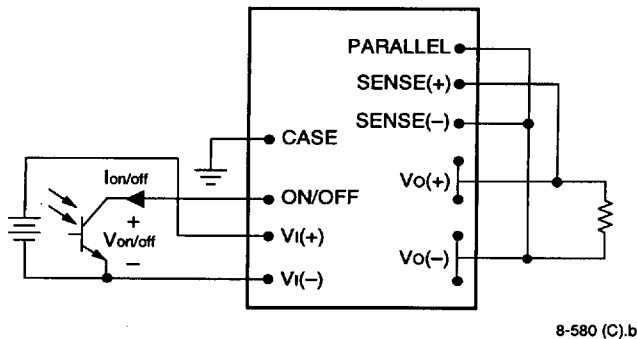 PARALLEL
SENSE(+)
SENSE(–)
CASE
Ion/off
ON/OFF
VO(+)
+
Von/off
–
VI(+)
VO(–)
VI(–)
8-580 (C).b